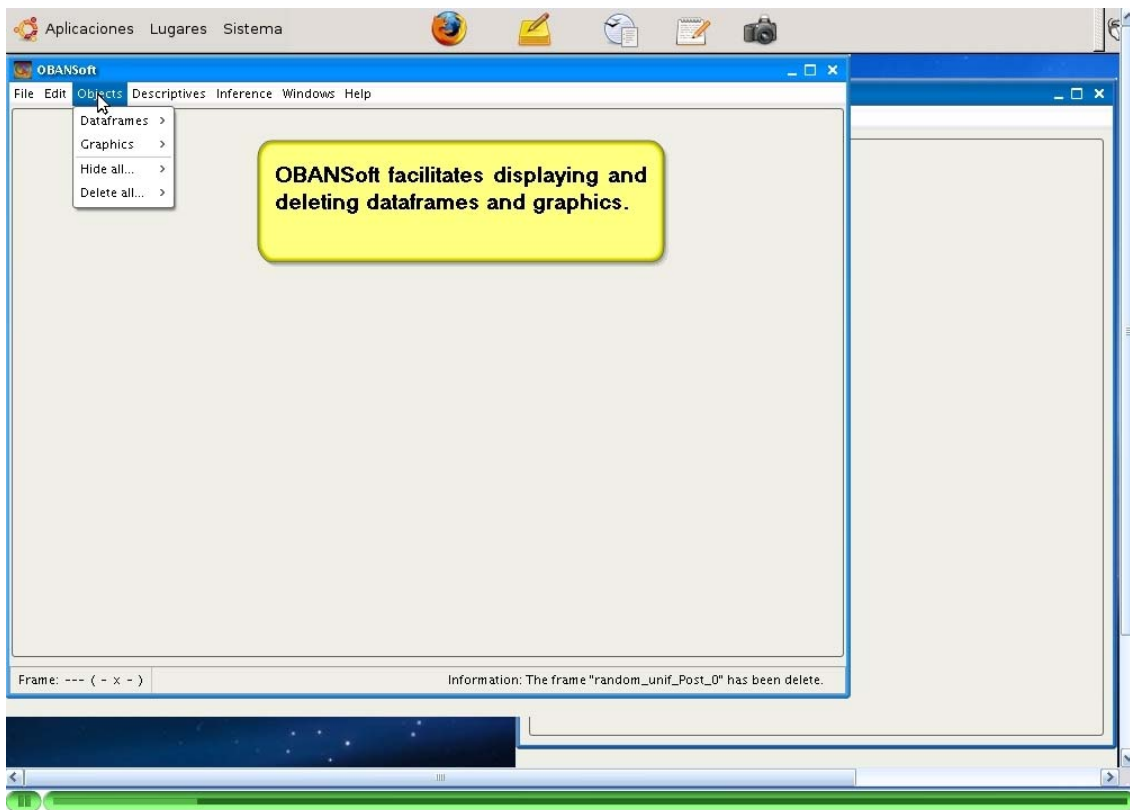 Aplicaciones Lugares Sistema
OBANSoft
File Edit Objects Descriptives Inference Windows Help
Dataframes >
Graphics >
Hide all... >
Delete all... >
OBANSoft facilitates displaying and
deleting dataframes and graphics.
Frame: --- ( - x - )
Information: The frame "random_unif_Post_0" has been delete.